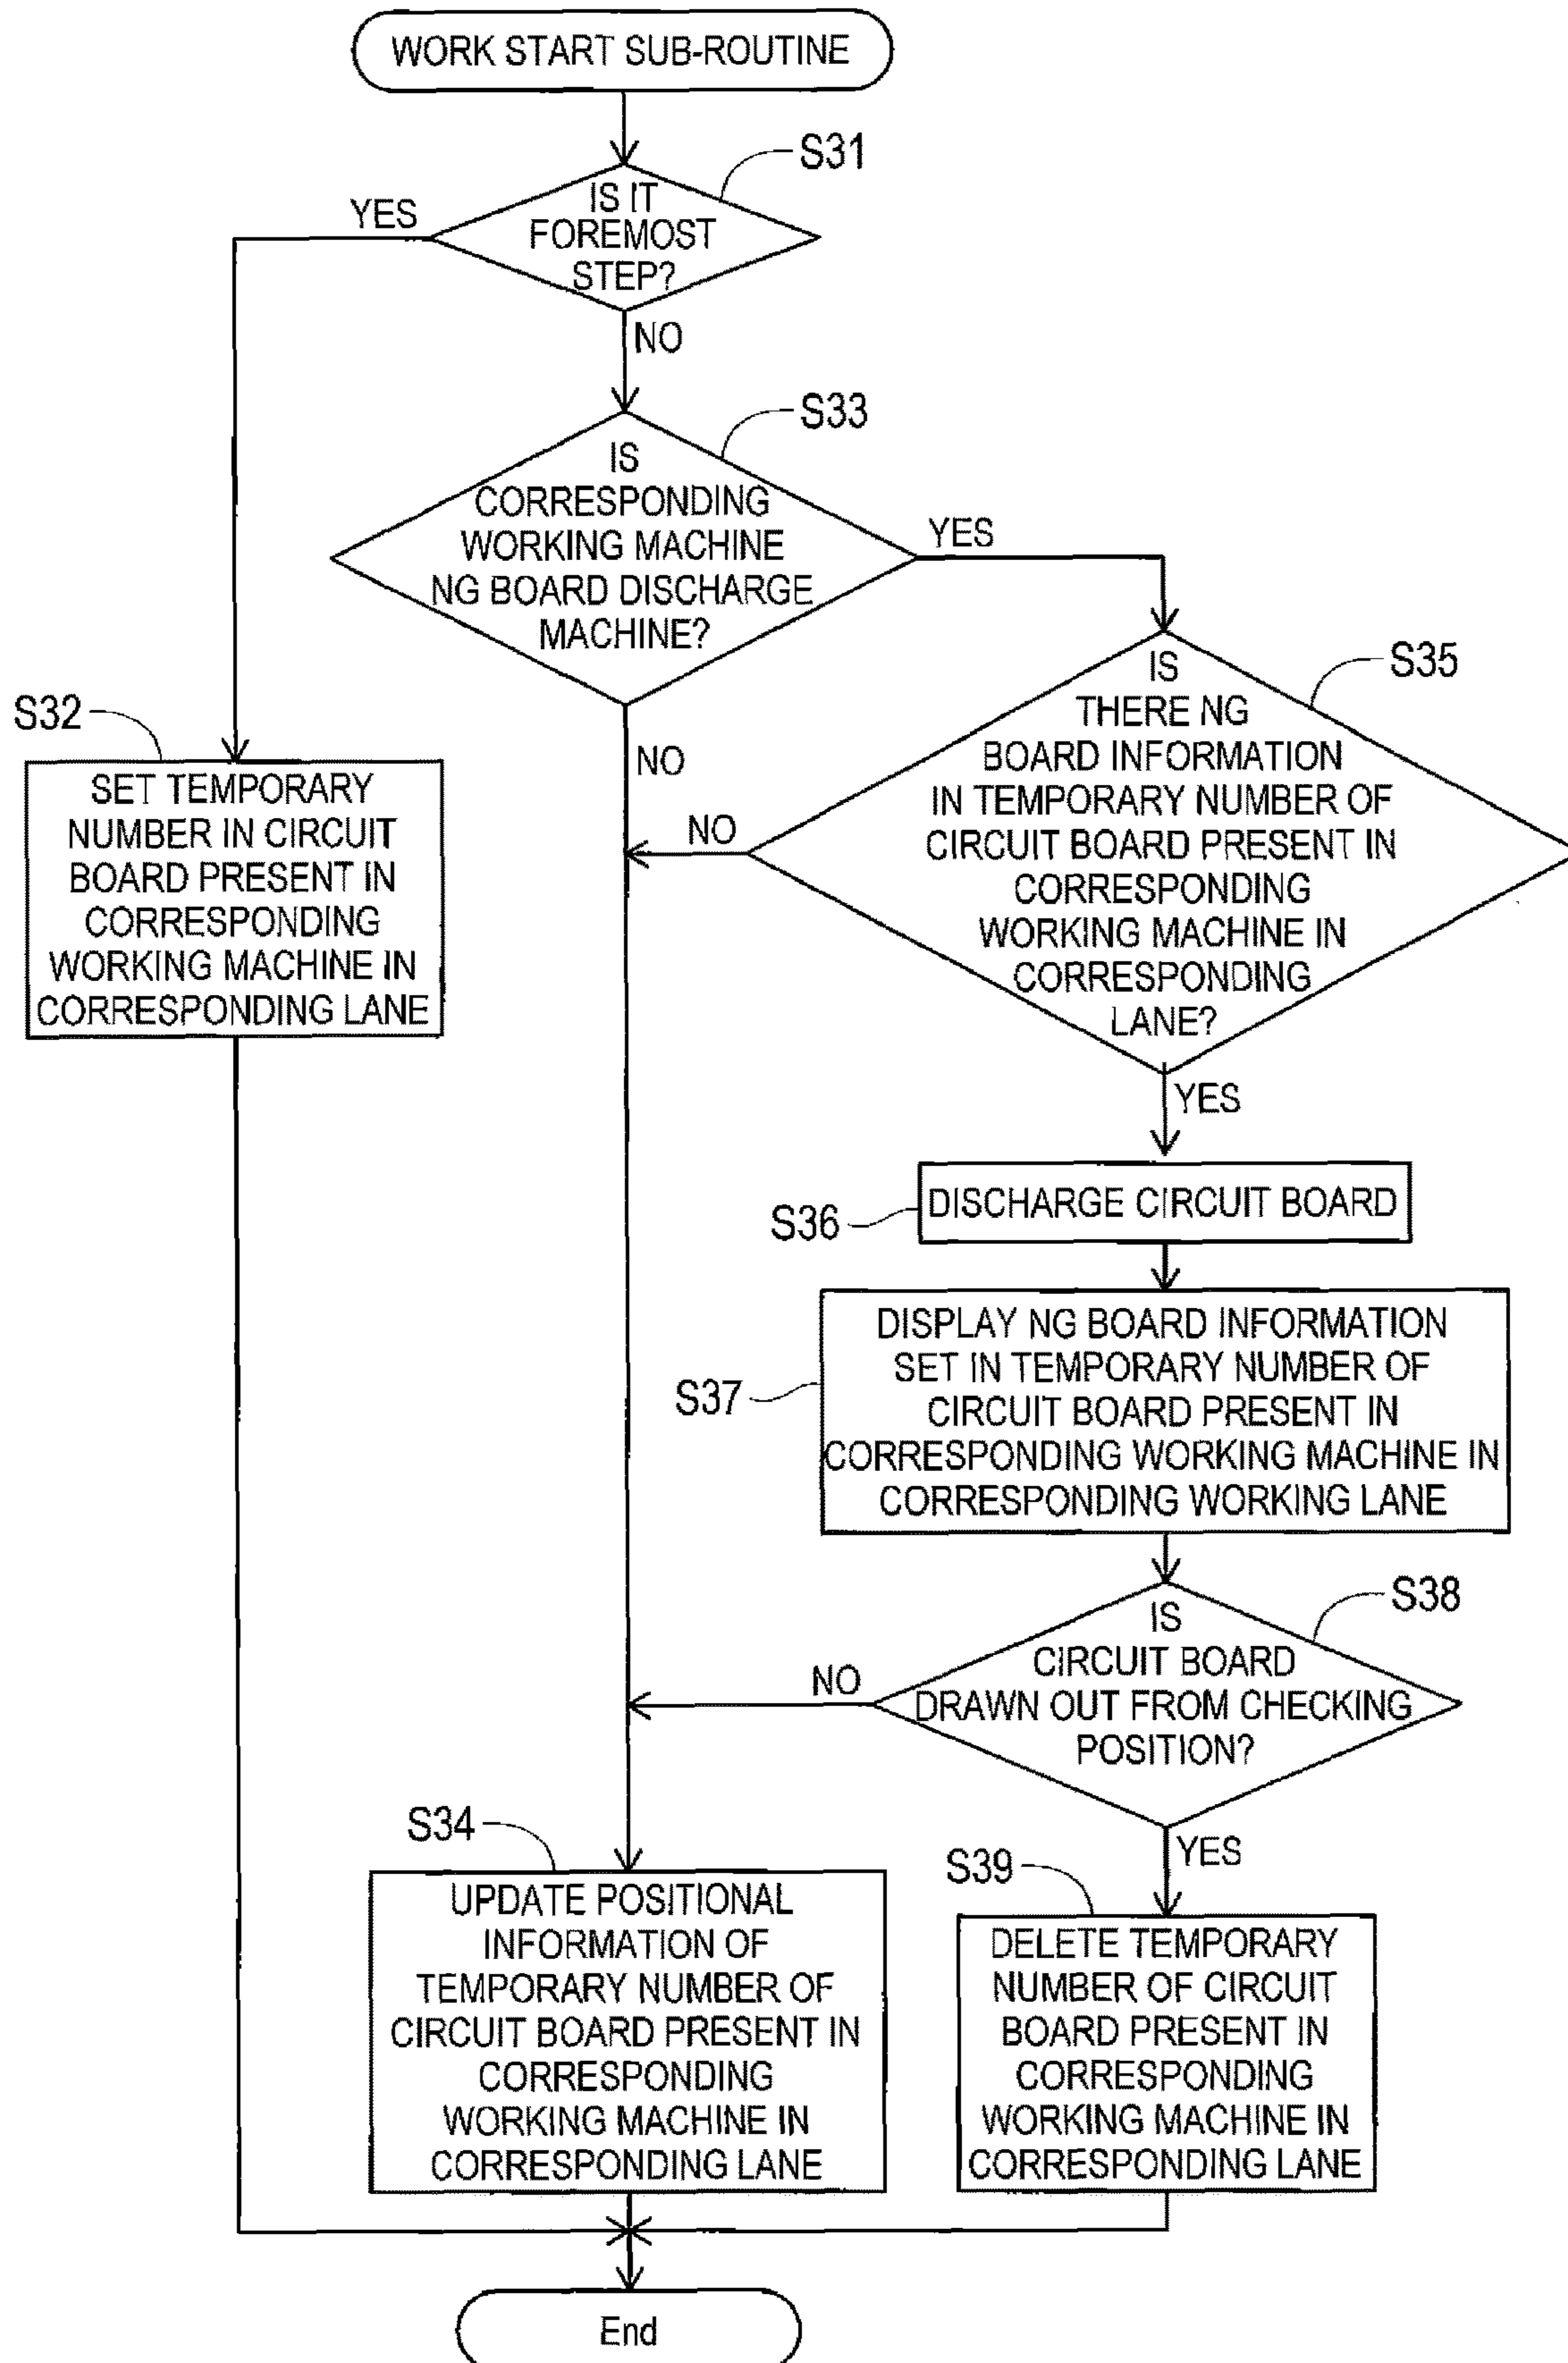 WORK START SUB-ROUTINE
S31
IS IT
FOREMOST
STEP?
YES
NO
S33
IS
CORRESPONDING
WORKING MACHINE
NG BOARD DISCHARGE
MACHINE?
YES
NO
S32
SET TEMPORARY
NUMBER IN CIRCUIT
BOARD PRESENT IN
CORRESPONDING
WORKING MACHINE IN
CORRESPONDING LANE
S35
IS
THERE NG
BOARD INFORMATION
IN TEMPORARY NUMBER OF
CIRCUIT BOARD PRESENT IN
CORRESPONDING
WORKING MACHINE IN
CORRESPONDING
LANE?
NO
YES
S36
DISCHARGE CIRCUIT BOARD
S37
DISPLAY NG BOARD INFORMATION
SET IN TEMPORARY NUMBER OF
CIRCUIT BOARD PRESENT IN
CORRESPONDING WORKING MACHINE IN
CORRESPONDING WORKING LANE
S38
IS
CIRCUIT BOARD
DRAWN OUT FROM CHECKING
POSITION?
NO
YES
S34
UPDATE POSITIONAL
INFORMATION OF
TEMPORARY NUMBER OF
CIRCUIT BOARD PRESENT IN
CORRESPONDING
WORKING MACHINE IN
CORRESPONDING LANE
S39
DELETE TEMPORARY
NUMBER OF CIRCUIT
BOARD PRESENT IN
CORRESPONDING
WORKING MACHINE IN
CORRESPONDING LANE
End